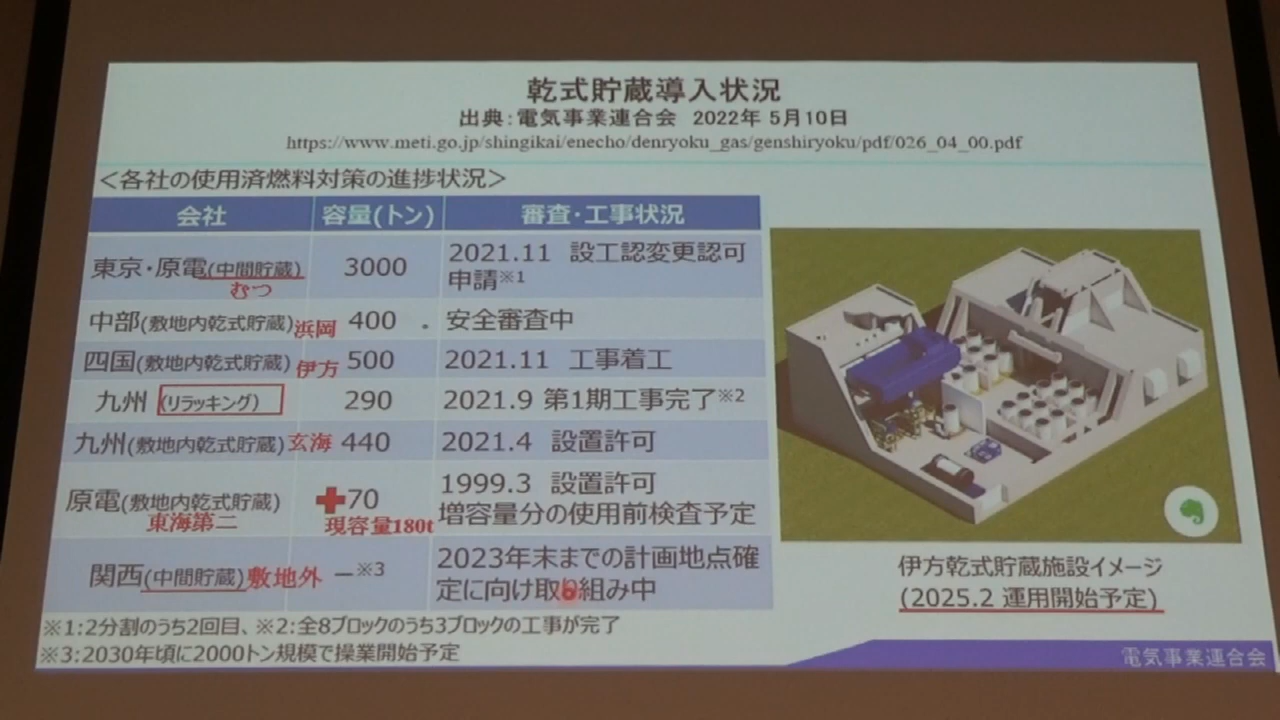 乾式貯蔵導入状況
出典：電気事業連合会 2022年 5月10日
https://www.meti.go.jp/shingikai/enecho/denryoku_gas/genshiryoku/pdf/026_04_00.pdf
＜各社の使用済燃料対策の進捗状況＞
会社 容量(トン) 審査・工事状況
東京・原電(中間貯蔵) 3000 2021.11 設工認変更認可
申請※1
むつ
中部(敷地内乾式貯蔵)浜岡 400 安全審査中
四国(敷地内乾式貯蔵)伊方 500 2021.11 工事着工
九州 (リラッキング) 290 2021.9 第1期工事完了※2
九州(敷地内乾式貯蔵)玄海 440 2021.4 設置許可
原電(敷地内乾式貯蔵) ＋70 1999.3 設置許可
東海第二 現容量180t 増容量分の使用前検査予定
関西(中間貯蔵)敷地外 －※3 2023年末までの計画地点確
定に向け取り組み中
※1:2分割のうち2回目、※2:全8ブロックのうち3ブロックの工事が完了
※3:2030年頃に2000トン規模で操業開始予定
伊方乾式貯蔵施設イメージ
(2025.2 運用開始予定)
電気事業連合会